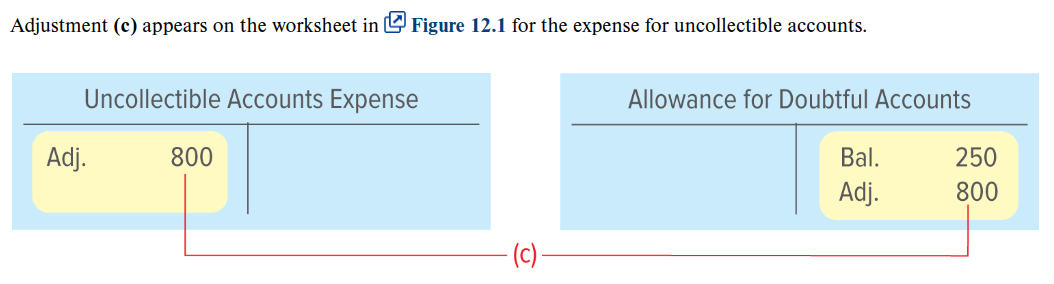 Adjustment (c) appears on the worksheet in Figure 12.1 for the expense for uncollectible accounts.
Uncollectible Accounts Expense
Adj. 800
Allowance for Doubtful Accounts
Bal. 250
Adj. 800
(c)